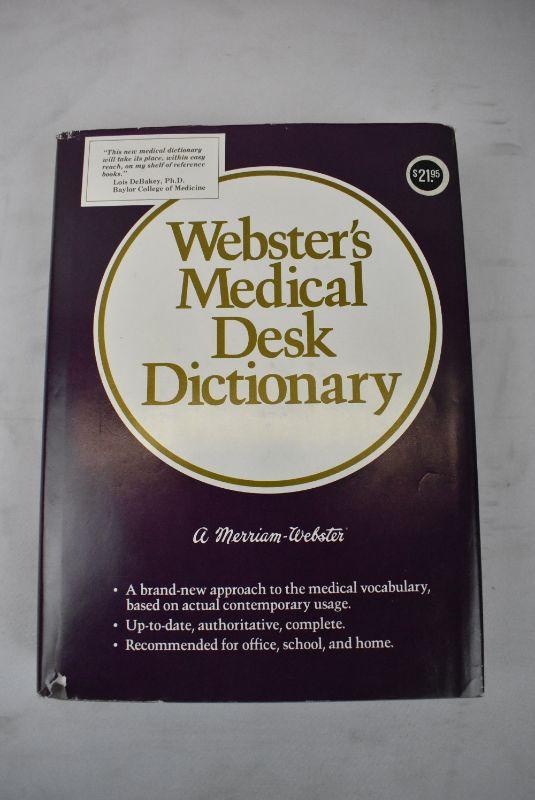 "This new medical dictionary
will take its place, within easy
reach, on my shelf of reference
books."
Lois DeBakey, Ph.D.
Baylor College of Medicine
$21.95
Webster's
Medical
Desk
Dictionary
A Merriam-Webster
• A brand-new approach to the medical vocabulary,
based on actual contemporary usage.
• Up-to-date, authoritative, complete.
• Recommended for office, school, and home.